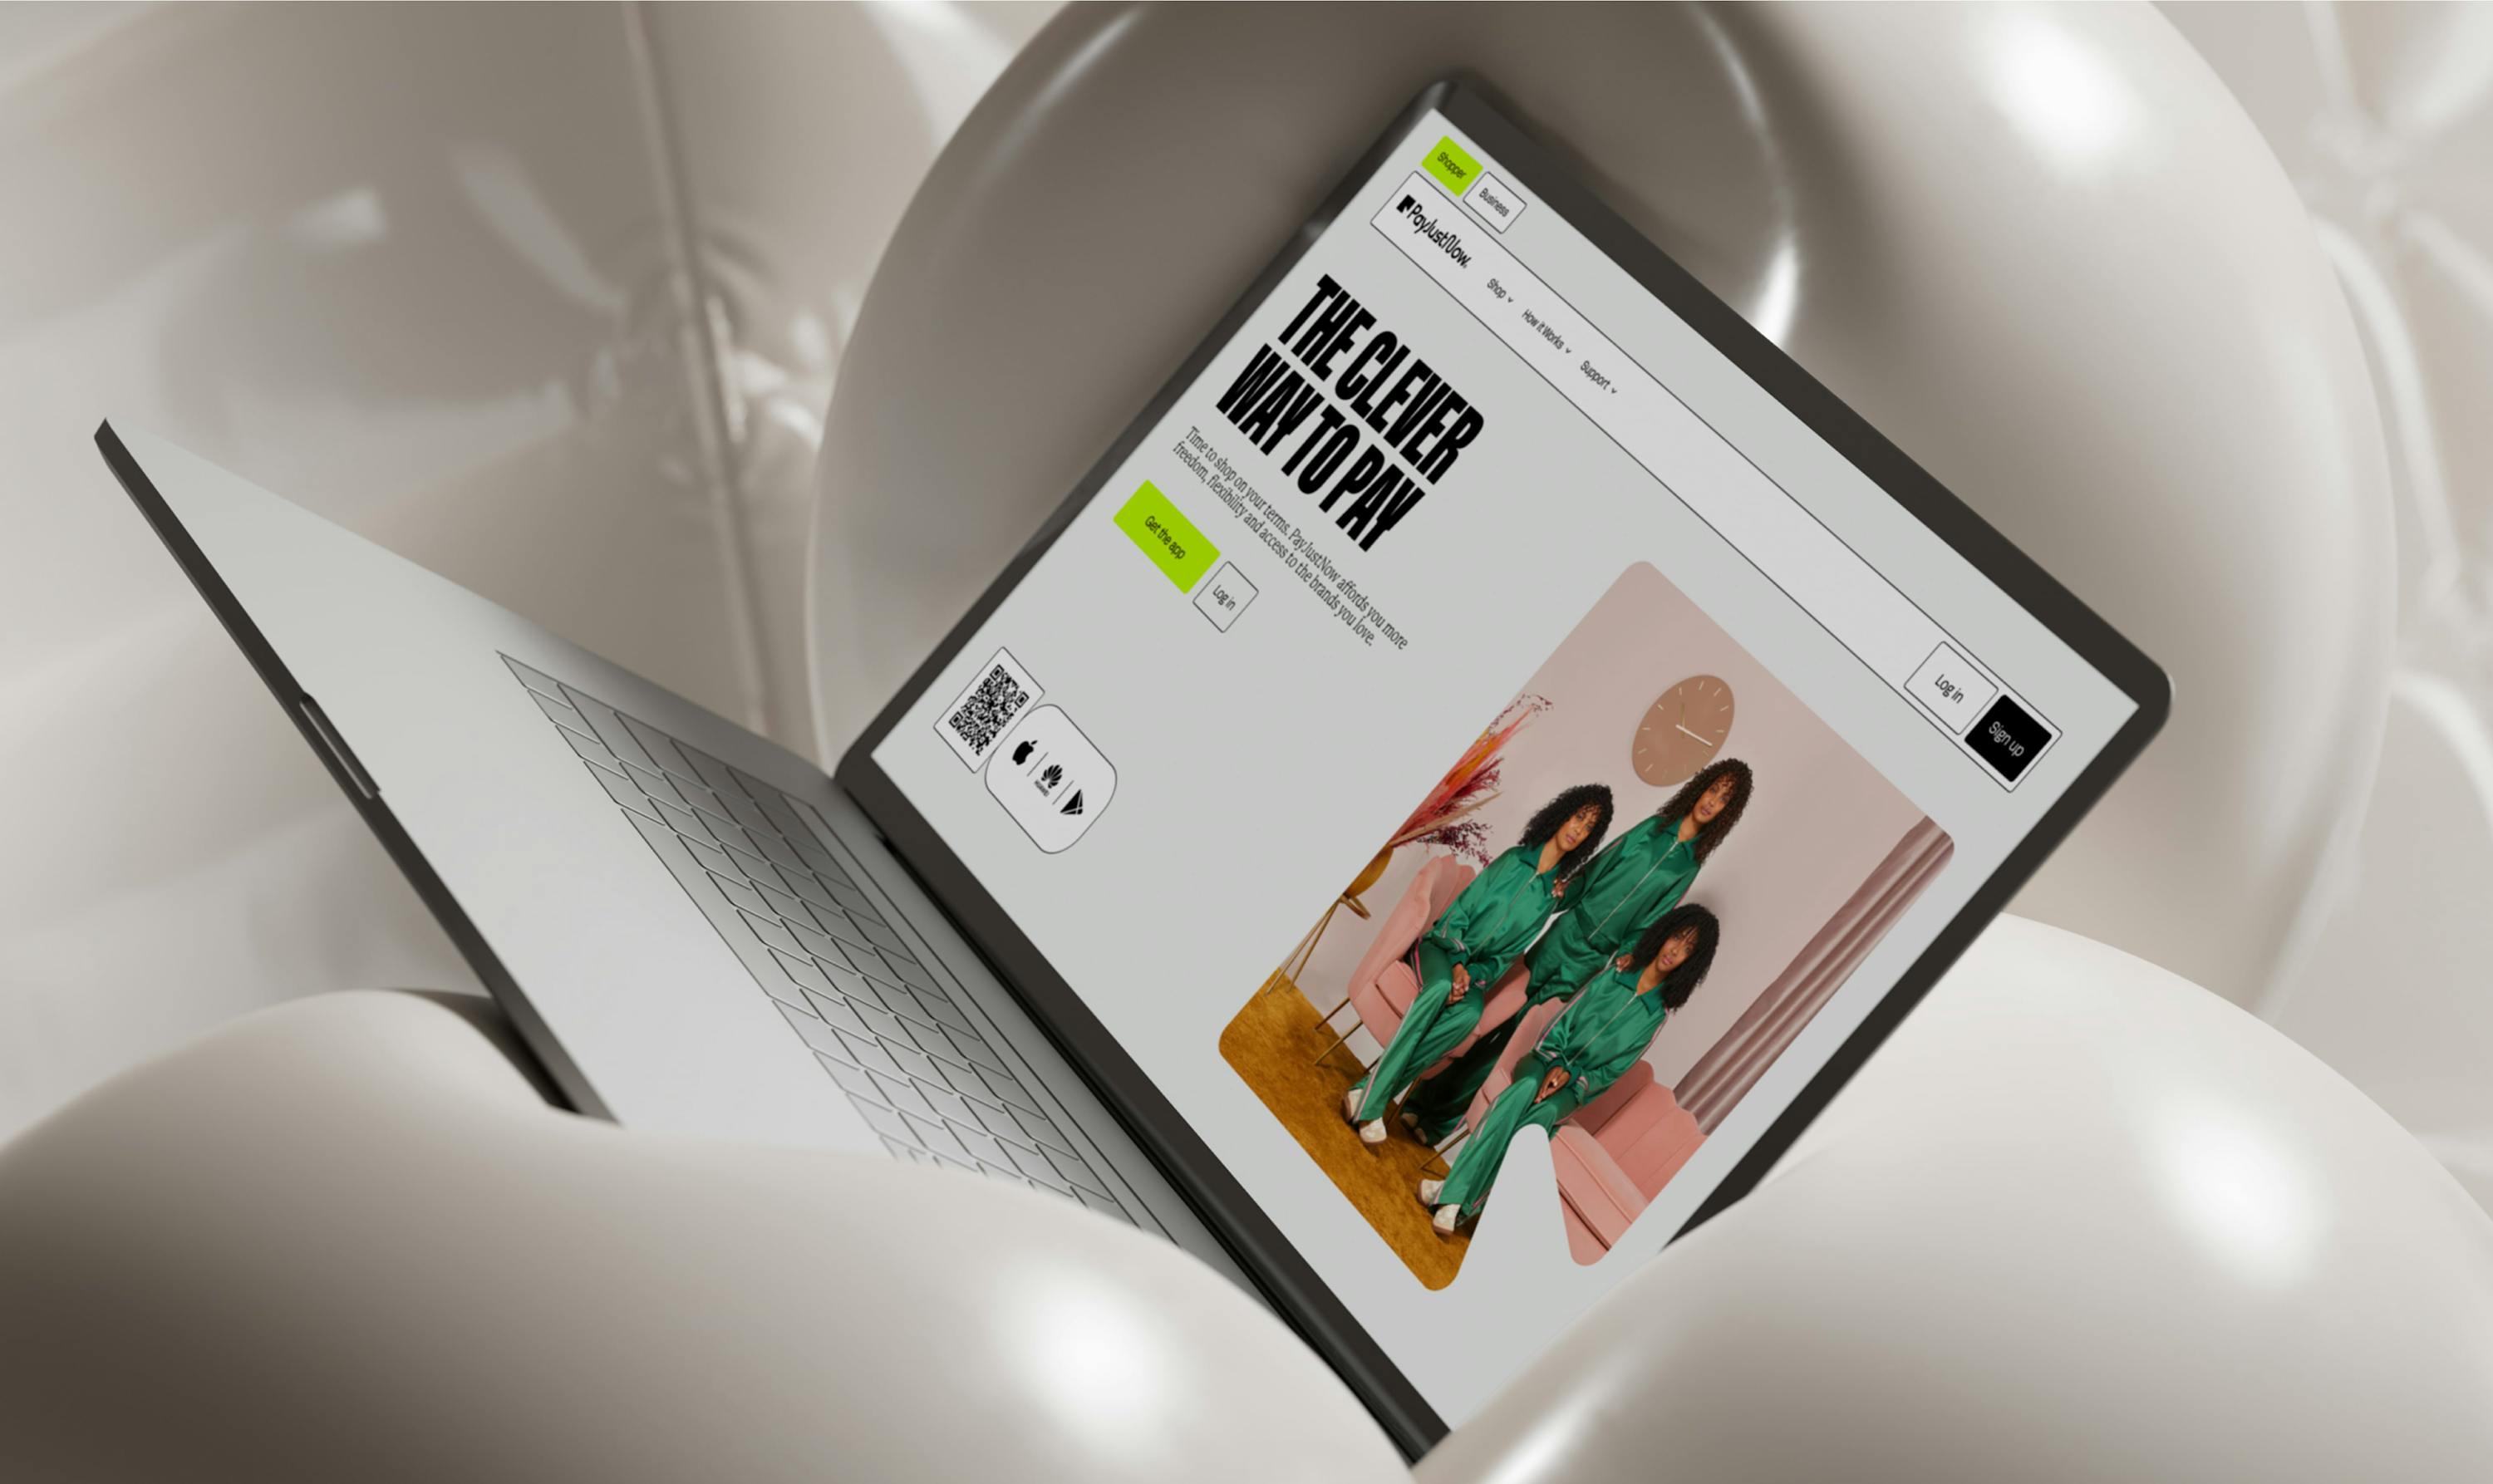 Shopper
Business
PayJustNow.
Shop
How it Works
Support
Log in
Sign up
THE CLEVER
WAY TO PAY
Time to shop on your terms. PayJustNow affords you more
freedom, flexibility and access to the brands you love.
Get the app
Log in
HUAWEI